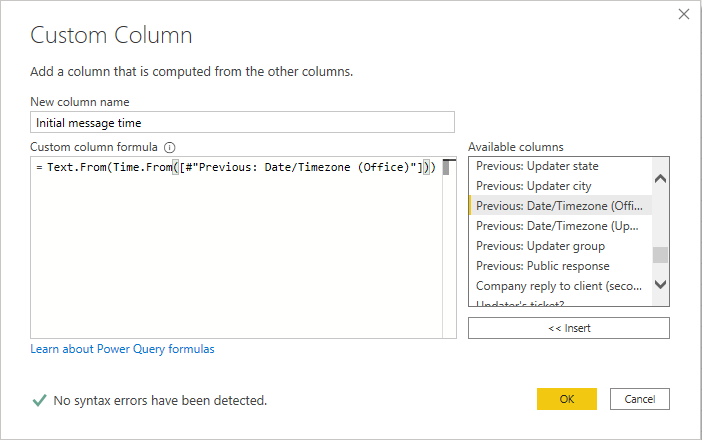 Custom Column
Add a column that is computed from the other columns.
New column name
Initial message time
Custom column formula
Available columns
= Text.From(Time.From([#"Previous: Date/Timezone (Office)"]))
Previous: Updater state
Previous: Updater city
Previous: Date/Timezone (Offi...
Previous: Date/Timezone (Up...
Previous: Updater group
Previous: Public response
Company reply to client (seco...
Updater's ticket?
<< Insert
Learn about Power Query formulas
No syntax errors have been detected.
OK
Cancel